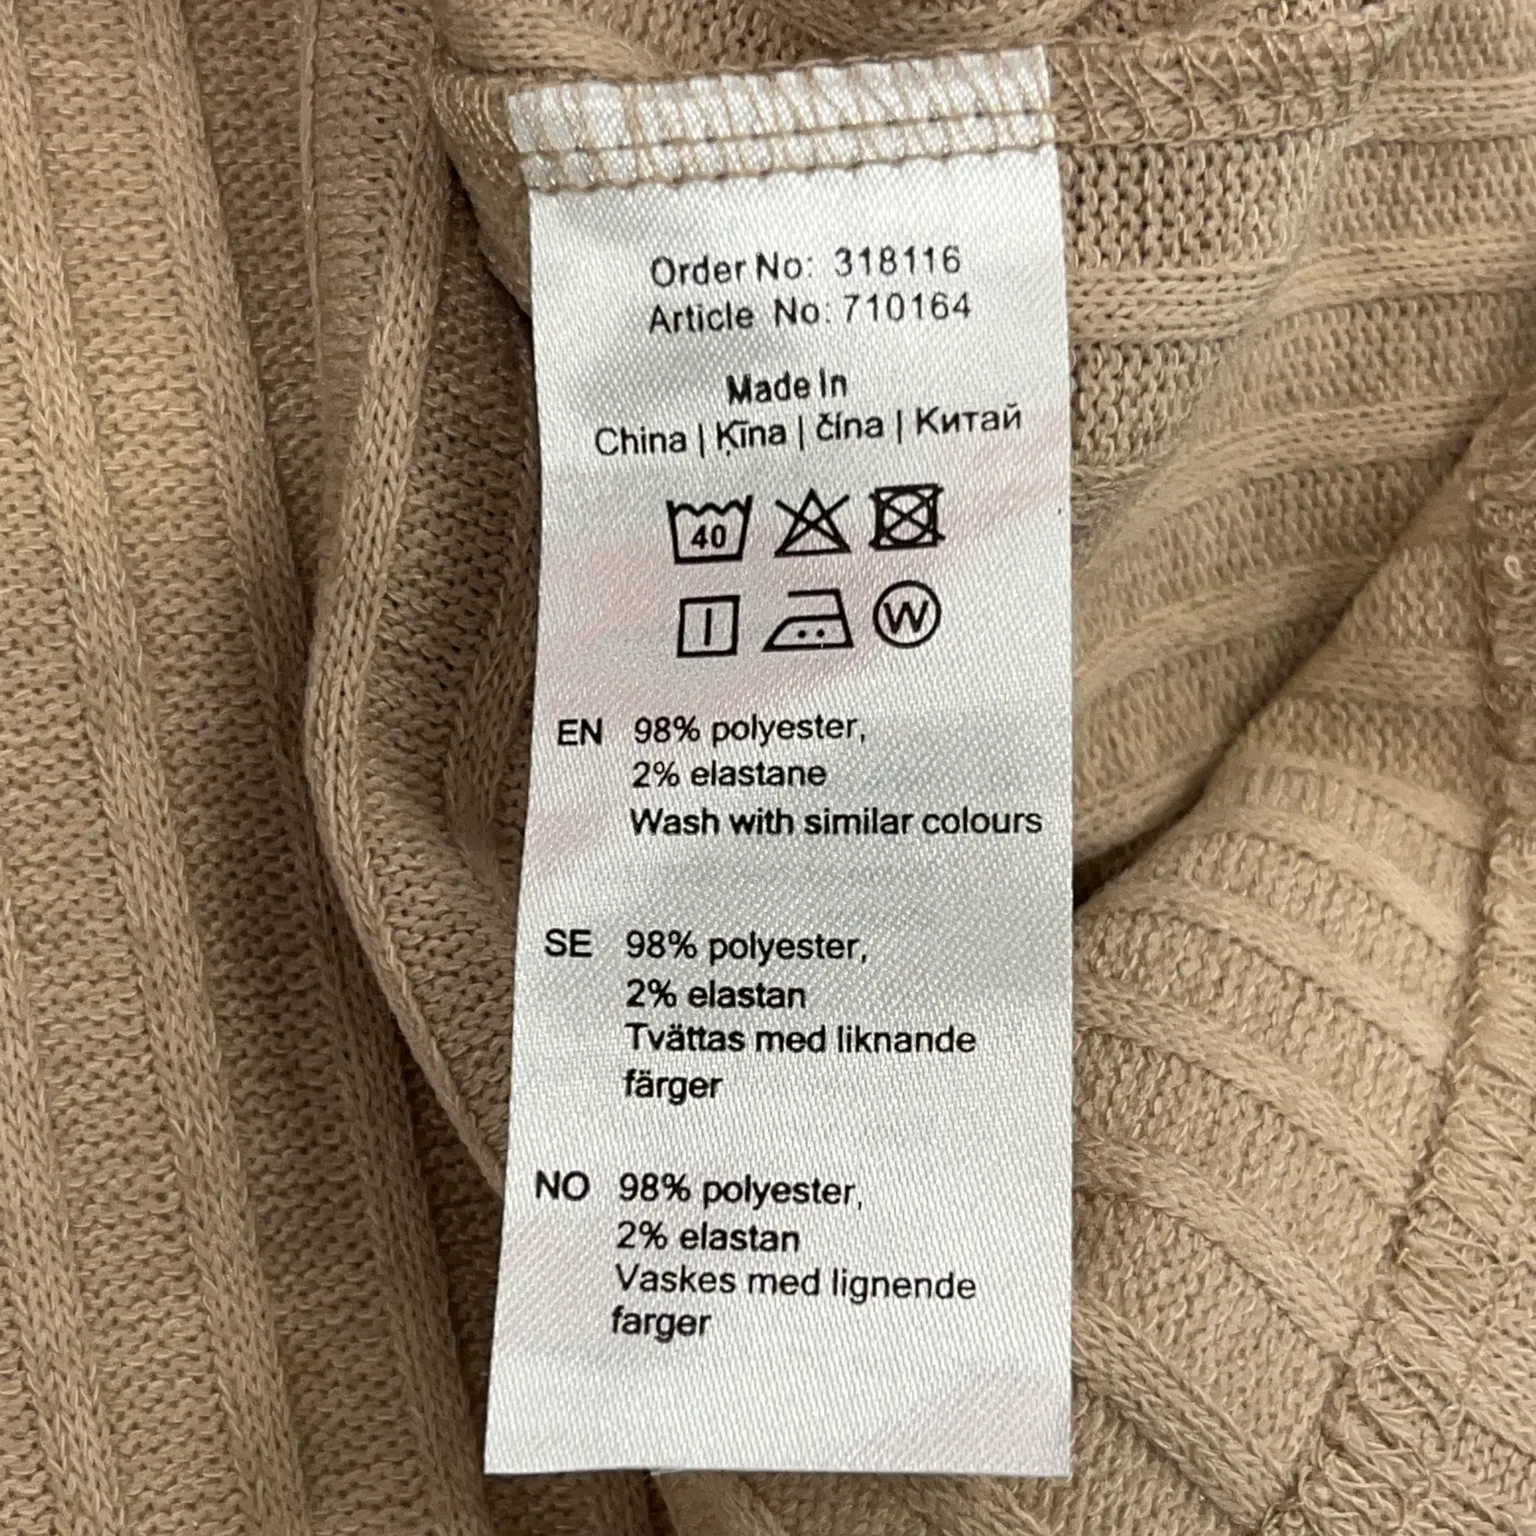 Order No: 318116
Article No: 710164
Made In
China | Ķīna | čína | Китай
40
W
EN 98% polyester,
2% elastane
Wash with similar colours
SE 98% polyester,
2% elastan
Tvättas med liknande
färger
NO 98% polyester,
2% elastan
Vaskes med lignende
farger